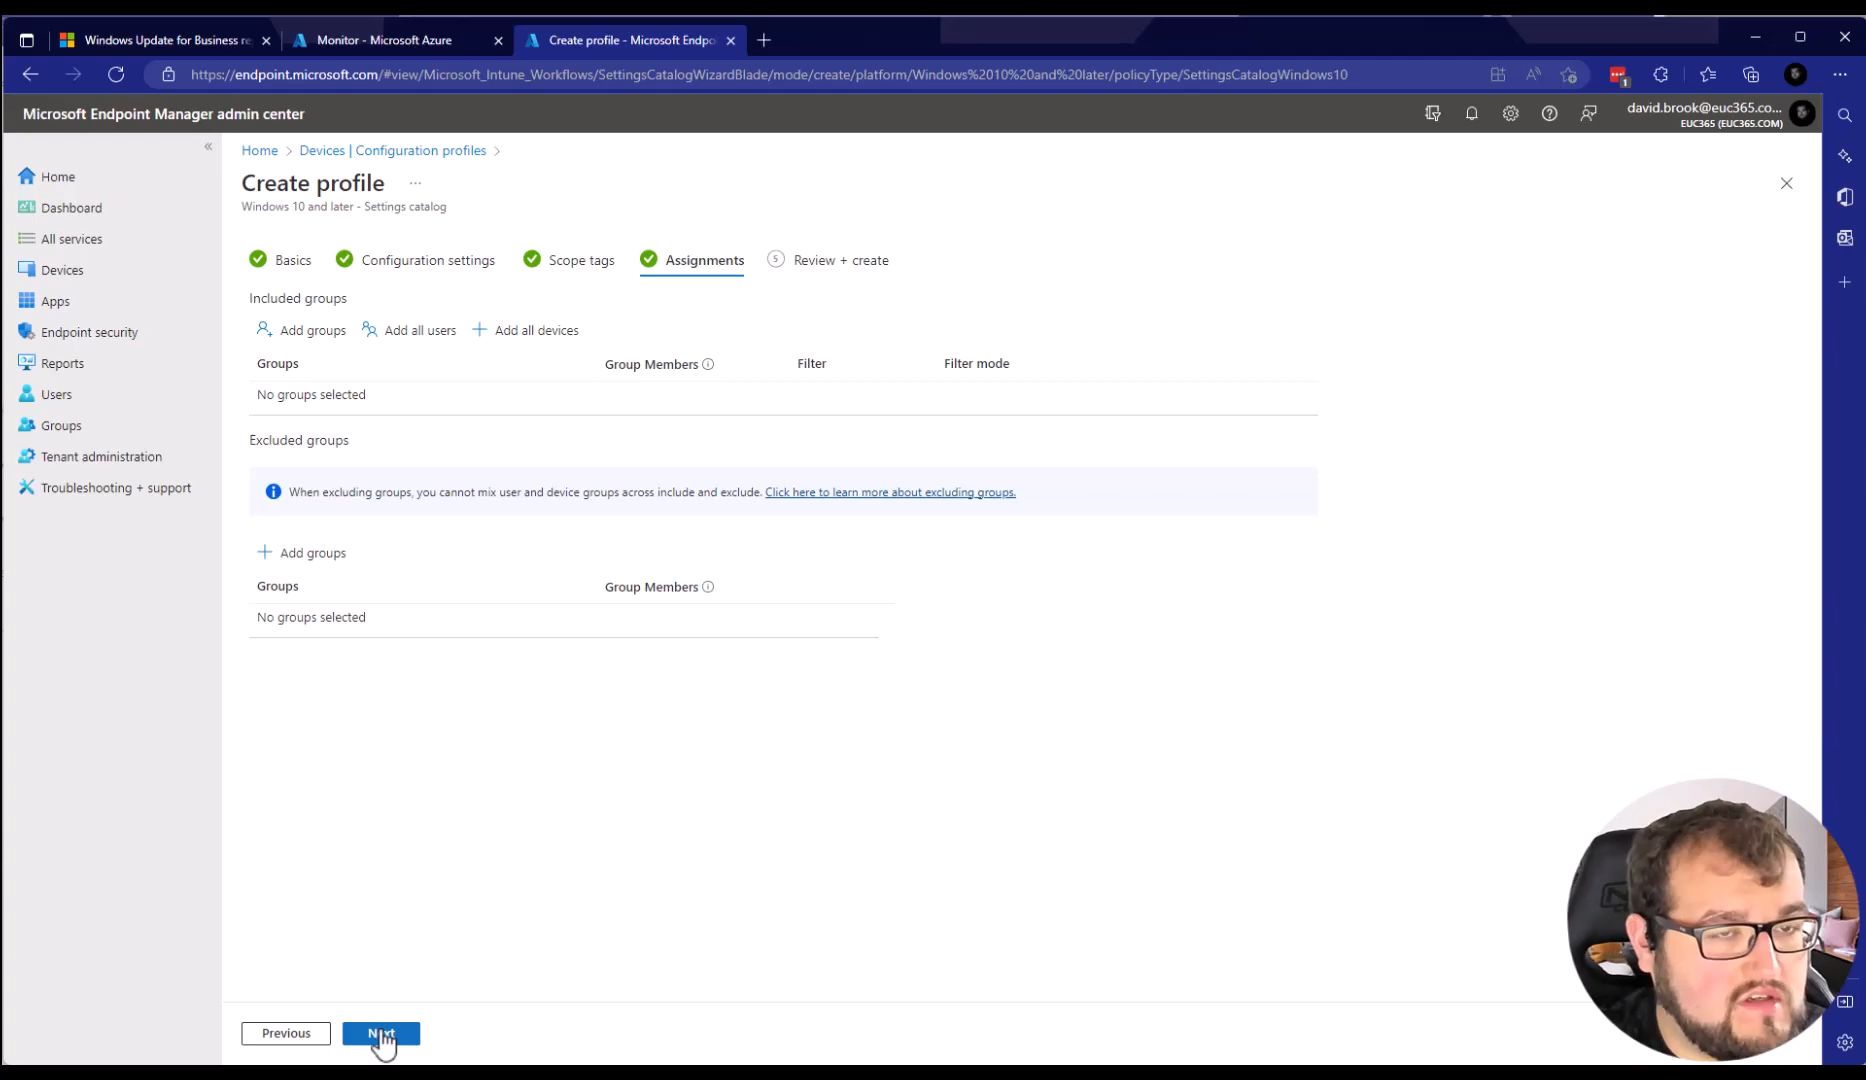 Windows Update for Business re
Monitor - Microsoft Azure
Create profile - Microsoft Endpo
https://endpoint.microsoft.com/#view/Microsoft_Intune_Workflows/SettingsCatalogWizardBlade/mode/create/platform/Windows%2010%20and%20later/policyType/SettingsCatalogWindows10
1
Microsoft Endpoint Manager admin center
david.brook@euc365.co...
EUC365 (EUC365.COM)
Home
Dashboard
All services
Devices
Apps
Endpoint security
Reports
Users
Groups
Tenant administration
Troubleshooting + support
Home > Devices | Configuration profiles >
Create profile ...
Windows 10 and later - Settings catalog
Basics
Configuration settings
Scope tags
Assignments
5 Review + create
Included groups
Add groups
Add all users
Add all devices
Groups Group Members Filter Filter mode
No groups selected
Excluded groups
When excluding groups, you cannot mix user and device groups across include and exclude. Click here to learn more about excluding groups.
Add groups
Groups Group Members
No groups selected
Previous
Next